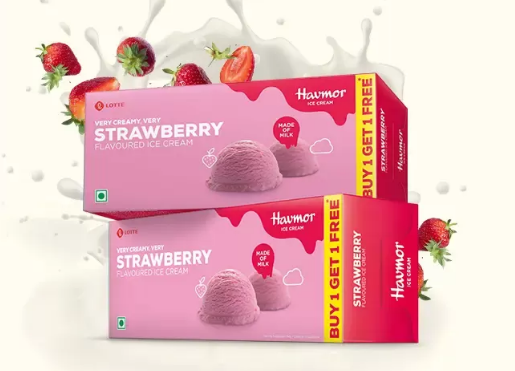 LOTTE
VERY CREAMY, VERY
STRAWBERRY
FLAVOURED ICE CREAM
Havmor
ICE CREAM
MADE
OF
MILK
BUY 1 GET 1 FREE*
STRAWBERRY
Havmor
LOTTE
VERY CREAMY, VERY
STRAWBERRY
FLAVOURED ICE CREAM
Havmor
ICE CREAM
MADE
OF
MILK
BUY 1 GET 1 FREE*
STRAWBERRY
FLAVOURED ICE CREAM
Havmor
ICE CREAM